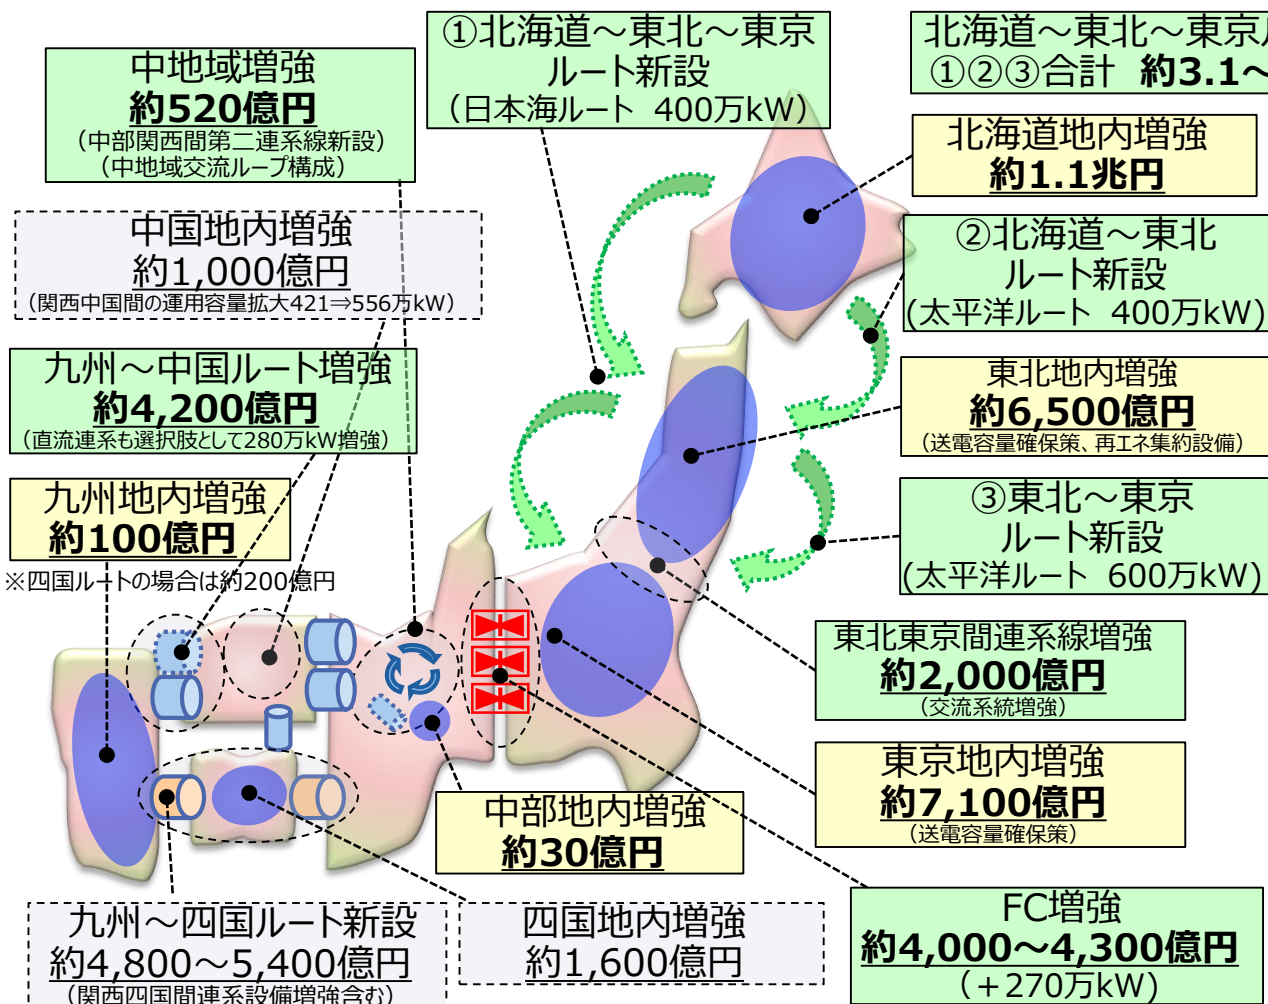 中地域増強
約520億円
（中部関西間第二連系線新設）
（中地域交流ループ構成）
①北海道～東北～東京
ルート新設
（日本海ルート 400万kW）
北海道～東北～東京
①②③合計 約3.1～
北海道地内増強
約1.1兆円
中国地内増強
約1,000億円
（関西中国間の運用容量拡大421⇒556万kW）
②北海道～東北
ルート新設
（太平洋ルート 400万kW）
九州～中国ルート増強
約4,200億円
（直流連系も選択肢として280万kW増強）
東北地内増強
約6,500億円
（送電容量確保策、再エネ集約設備）
九州地内増強
約100億円
※四国ルートの場合は約200億円
③東北～東京
ルート新設
（太平洋ルート 600万kW）
東北東京間連系線増強
約2,000億円
（交流系統増強）
東京地内増強
約7,100億円
（送電容量確保策）
中部地内増強
約30億円
九州～四国ルート新設
約4,800～5,400億円
（関西四国間連系設備増強含む）
四国地内増強
約1,600億円
FC増強
約4,000～4,300億円
（＋270万kW）